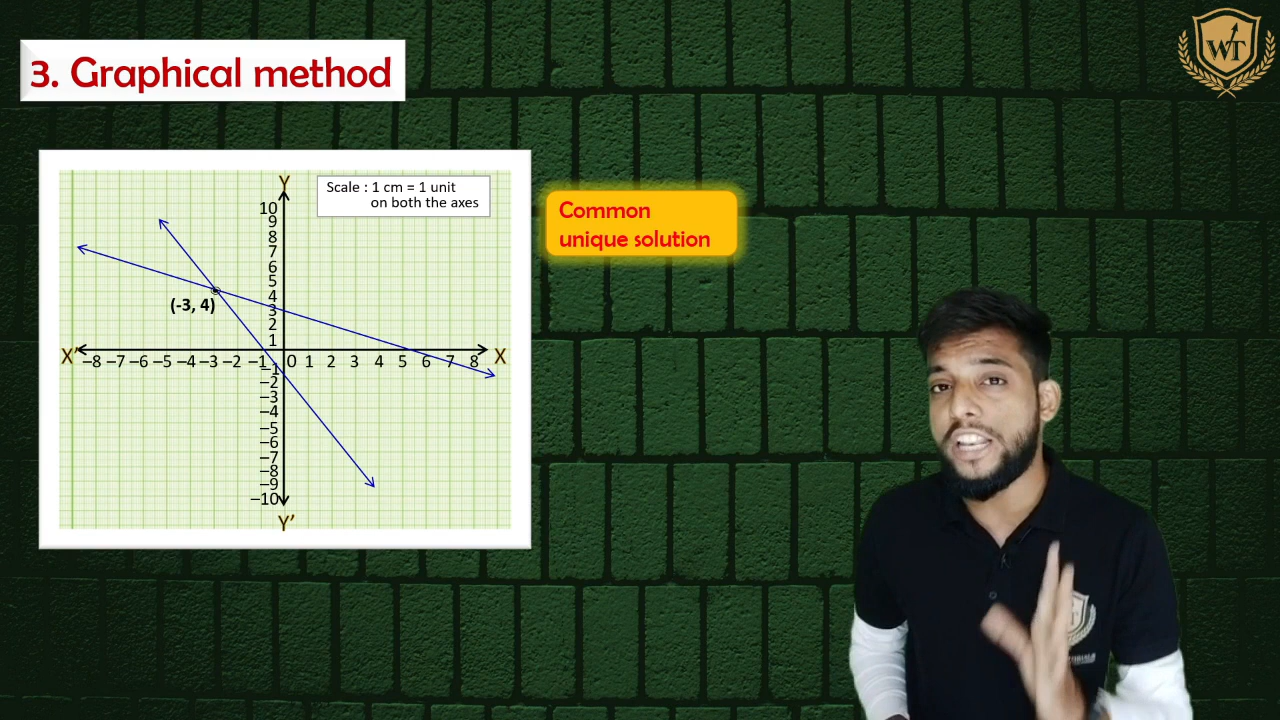 3. Graphical method
WT
Y
Scale : 1 cm = 1 unit
on both the axes
Common
unique solution
10
9
8
7
6
5
4
3
2
1
(-3, 4)
X’ –8 –7 –6 –5 –4 –3 –2 –1 0 1 2 3 4 5 6 7 8 X
–1
–2
–3
–4
–5
–6
–7
–8
–9
–10
Y’